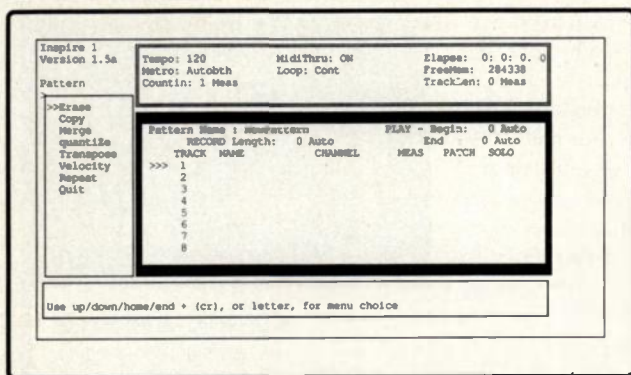 Inspire 1
Version 1.5a
Pattern
>>Erase
Copy
Merge
quantiZe
Transpose
Velocity
Repeat
Quit
Tempo: 120 MidiThru: ON Elapse: 0: 0: 0. 0
Metro: Autobth Loop: Cont FreeMem: 284338
Countin: 1 Meas TrackLen: 0 Meas
Pattern Name : NewPattern PLAY - Begin: 0 Auto
RECORD Length: 0 Auto End 0 Auto
TRACK NAME CHANNEL MEAS PATCH SOLO
>>> 1
2
3
4
5
6
7
8
Use up/down/home/end + (cr), or letter, for menu choice